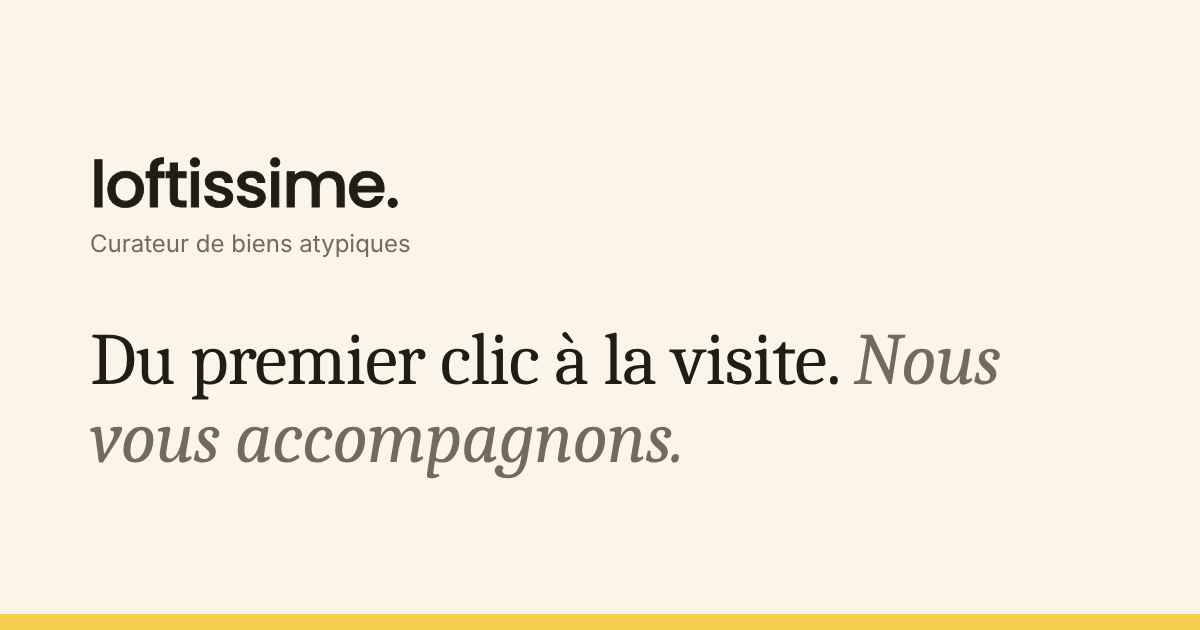 loftissime.
Curateur de biens atypiques
Du premier clic à la visite. Nous
vous accompagnons.